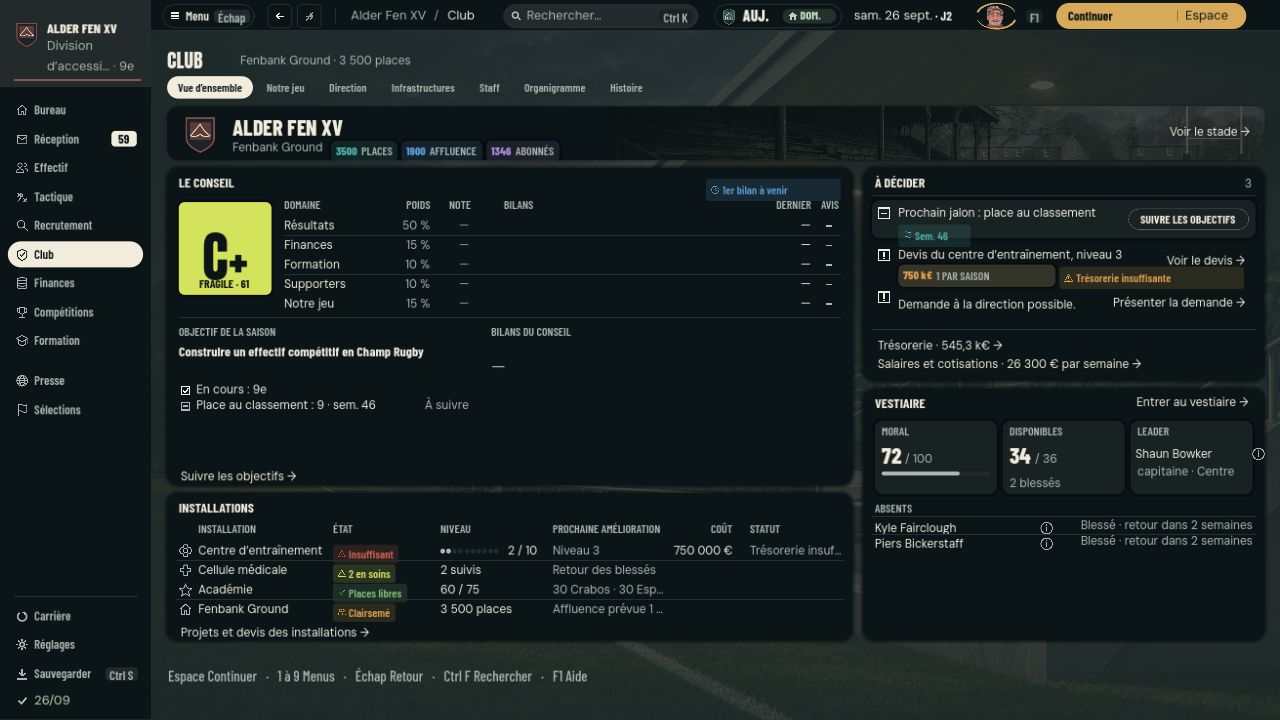 ALDER FEN XV
Division
d'accessi... · 9e
Menu Échap
Alder Fen XV / Club
Rechercher... Ctrl K
AUJ. DOM.
sam. 26 sept. · J2
F1
Continuer Espace
Bureau
Réception 59
Effectif
Tactique
Recrutement
Club
Finances
Compétitions
Formation
Presse
Sélections
Carrière
Réglages
Sauvegarder Ctrl S
26/09
CLUB Fenbank Ground · 3 500 places
Vue d'ensemble Notre jeu Direction Infrastructures Staff Organigramme Histoire
ALDER FEN XV
Fenbank Ground 3500 PLACES 1900 AFFLUENCE 1346 ABONNÉS
Voir le stade →
LE CONSEIL
1er bilan à venir
C+
FRAGILE · 61
DOMAINE POIDS NOTE BILANS DERNIER AVIS
Résultats 50 % — — –
Finances 15 % — — –
Formation 10 % — — –
Supporters 10 % — — –
Notre jeu 15 % — — –
OBJECTIF DE LA SAISON
Construire un effectif compétitif en Champ Rugby
BILANS DU CONSEIL
—
En cours : 9e
Place au classement : 9 · sem. 46 À suivre
Suivre les objectifs →
INSTALLATIONS
INSTALLATION ÉTAT NIVEAU PROCHAINE AMÉLIORATION COÛT STATUT
Centre d'entraînement Insuffisant 2 / 10 Niveau 3 750 000 € Trésorerie insuf...
Cellule médicale 2 en soins 2 suivis Retour des blessés
Académie Places libres 60 / 75 30 Crabos · 30 Esp...
Fenbank Ground Clairsemé 3 500 places Affluence prévue 1 ...
Projets et devis des installations →
À DÉCIDER 3
Prochain jalon : place au classement
Sem. 46
SUIVRE LES OBJECTIFS
Devis du centre d'entraînement, niveau 3
Voir le devis →
750 k€ 1 PAR SAISON
Trésorerie insuffisante
Demande à la direction possible.
Présenter la demande →
Trésorerie · 545,3 k€ →
Salaires et cotisations · 26 300 € par semaine →
VESTIAIRE Entrer au vestiaire →
MORAL
72 / 100
DISPONIBLES
34 / 36
2 blessés
LEADER
Shaun Bowker
capitaine · Centre
ABSENTS
Kyle Fairclough Blessé · retour dans 2 semaines
Piers Bickerstaff Blessé · retour dans 2 semaines
Espace Continuer · 1 à 9 Menus · Échap Retour · Ctrl F Rechercher · F1 Aide